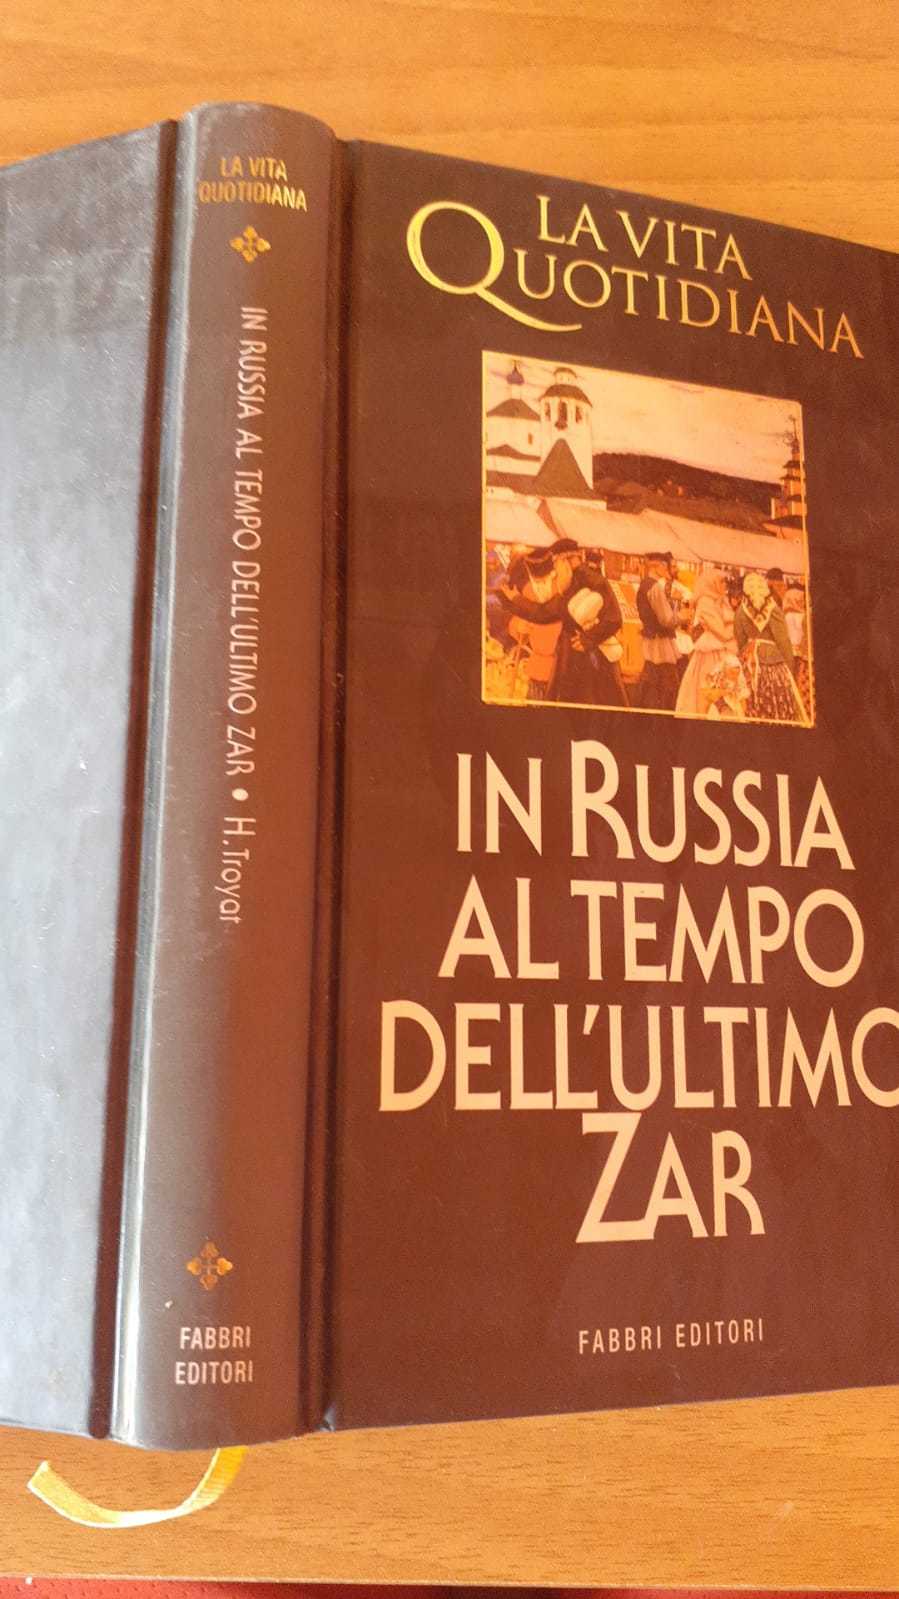 LA VITA
QUOTIDIANA
IN RUSSIA AL TEMPO DELL'ULTIMO ZAR • H. Troyat
FABBRI
EDITORI
LA VITA
QUOTIDIANA
IN RUSSIA
AL TEMPO
DELL'ULTIMO
ZAR
FABBRI EDITORI